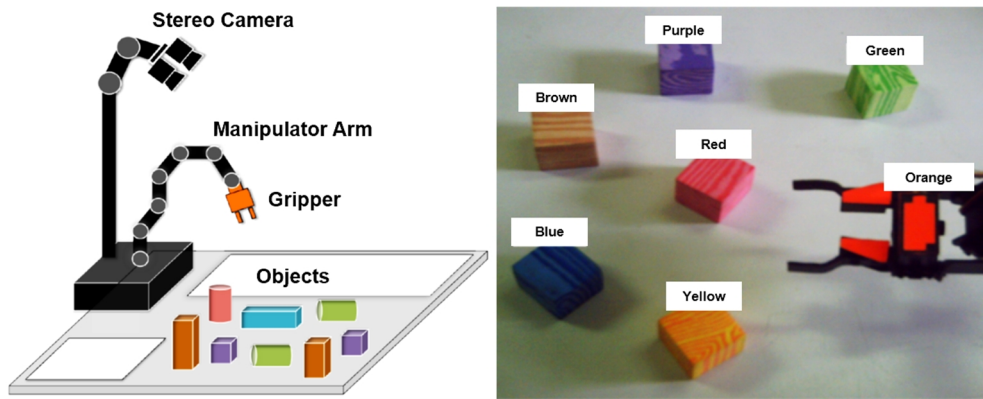 Stereo Camera
Manipulator Arm
Gripper
Objects
Purple
Green
Brown
Red
Orange
Blue
Yellow